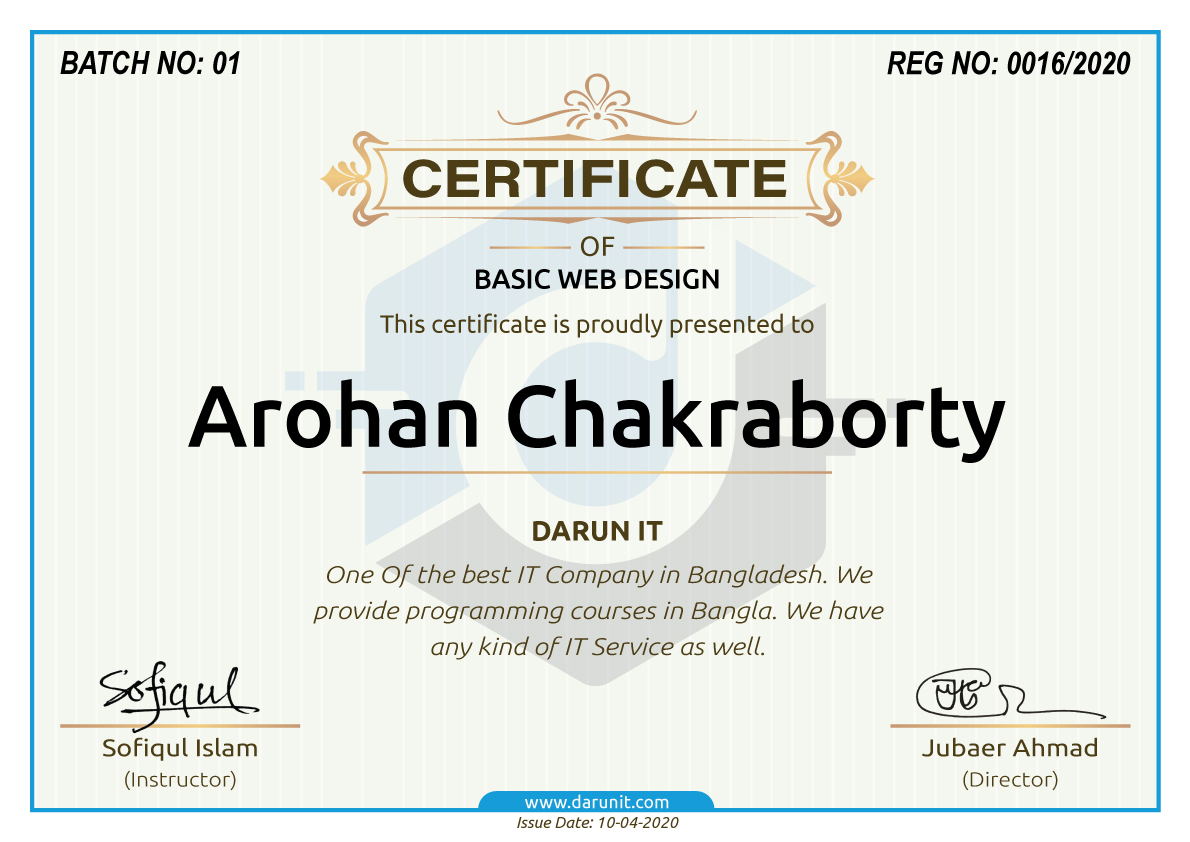 BATCH NO: 01
REG NO: 0016/2020
CERTIFICATE
OF
BASIC WEB DESIGN
This certificate is proudly presented to
Arohan Chakraborty
DARUN IT
One Of the best IT Company in Bangladesh. We
provide programming courses in Bangla. We have
any kind of IT Service as well.
Sofiqul
Sofiqul Islam
(Instructor)
Jubaer Ahmad
(Director)
www.darunit.com
Issue Date: 10-04-2020